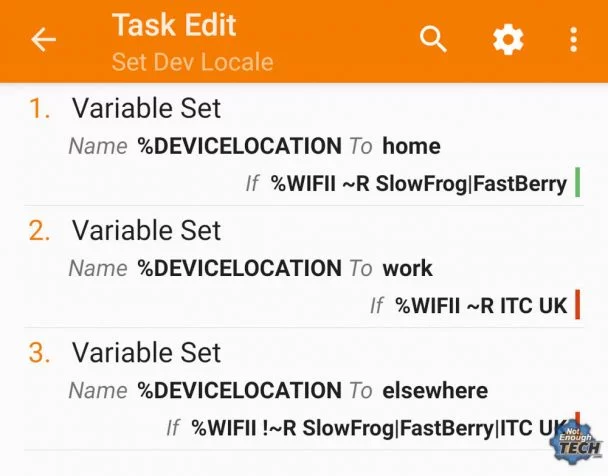 Task Edit
Set Dev Locale
1. Variable Set
Name %DEVICELOCATION To home
If %WIFII ~R SlowFrog|FastBerry
2. Variable Set
Name %DEVICELOCATION To work
If %WIFII ~R ITC UK
3. Variable Set
Name %DEVICELOCATION To elsewhere
If %WIFII !~R SlowFrog|FastBerry|ITC UK
Not
Enough
TECH